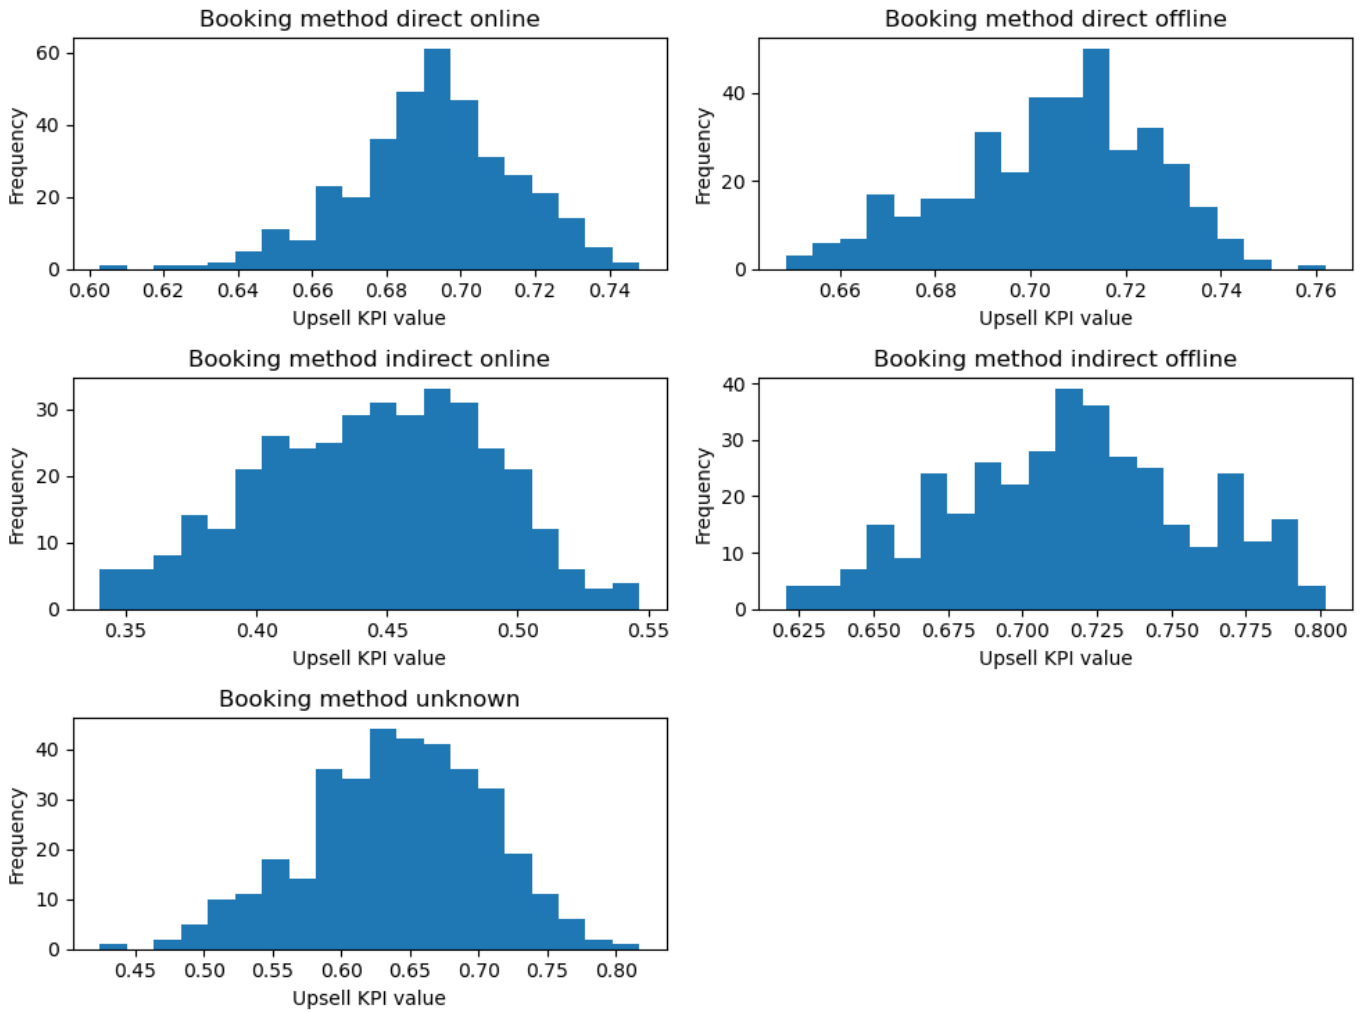 Booking method direct online
60
40
20
0
0.60 0.62 0.64 0.66 0.68 0.70 0.72 0.74
Frequency
Upsell KPI value
Booking method direct offline
40
20
0
0.66 0.68 0.70 0.72 0.74 0.76
Frequency
Upsell KPI value
Booking method indirect online
30
20
10
0
0.35 0.40 0.45 0.50 0.55
Frequency
Upsell KPI value
Booking method indirect offline
40
30
20
10
0
0.625 0.650 0.675 0.700 0.725 0.750 0.775 0.800
Frequency
Upsell KPI value
Booking method unknown
40
30
20
10
0
0.45 0.50 0.55 0.60 0.65 0.70 0.75 0.80
Frequency
Upsell KPI value